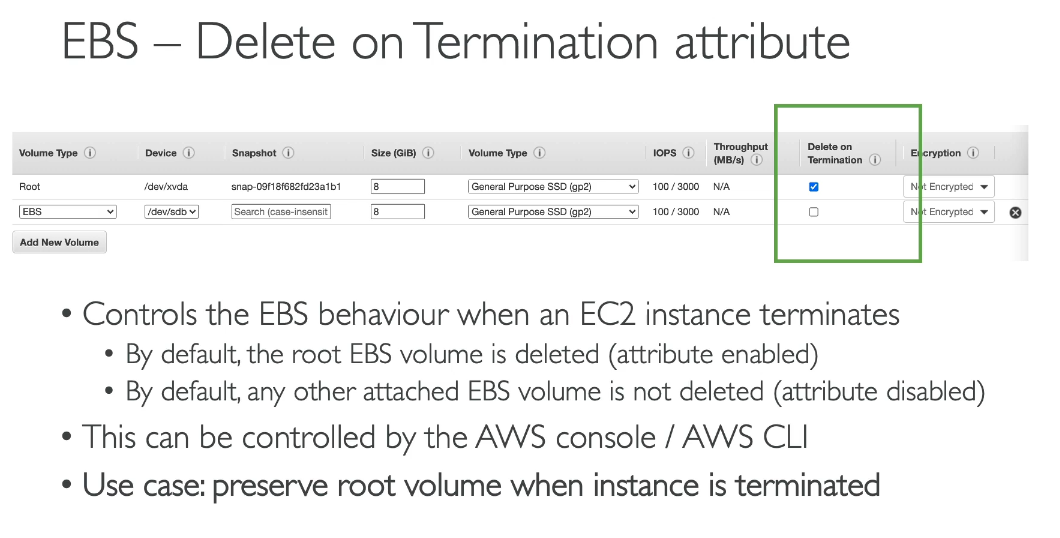 EBS – Delete on Termination attribute
Volume Type Device Snapshot Size (GiB) Volume Type IOPS Throughput (MB/s) Delete on Termination Encryption
Root /dev/xvda snap-09f18f682fd23a1b1 8 General Purpose SSD (gp2) 100 / 3000 N/A Not Encrypted
EBS /dev/sdb Search (case-insensit 8 General Purpose SSD (gp2) 100 / 3000 N/A Not Encrypted
Add New Volume
• Controls the EBS behaviour when an EC2 instance terminates
• By default, the root EBS volume is deleted (attribute enabled)
• By default, any other attached EBS volume is not deleted (attribute disabled)
• This can be controlled by the AWS console / AWS CLI
• Use case: preserve root volume when instance is terminated